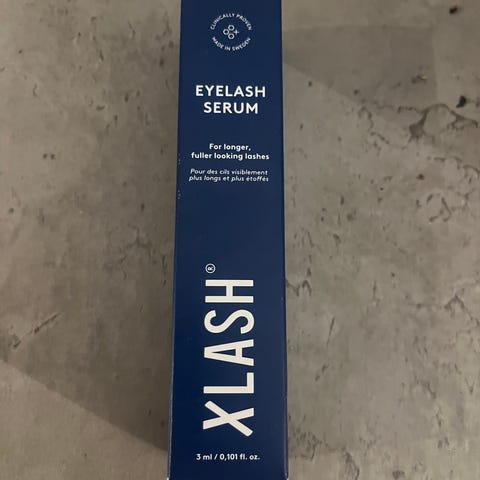 CLINICALLY PROVEN
MADE IN SWEDEN
EYELASH
SERUM
For longer,
fuller looking lashes
Pour des cils visiblement
plus longs et plus étoffés
XLASH®
3 ml / 0,101 fl. oz.